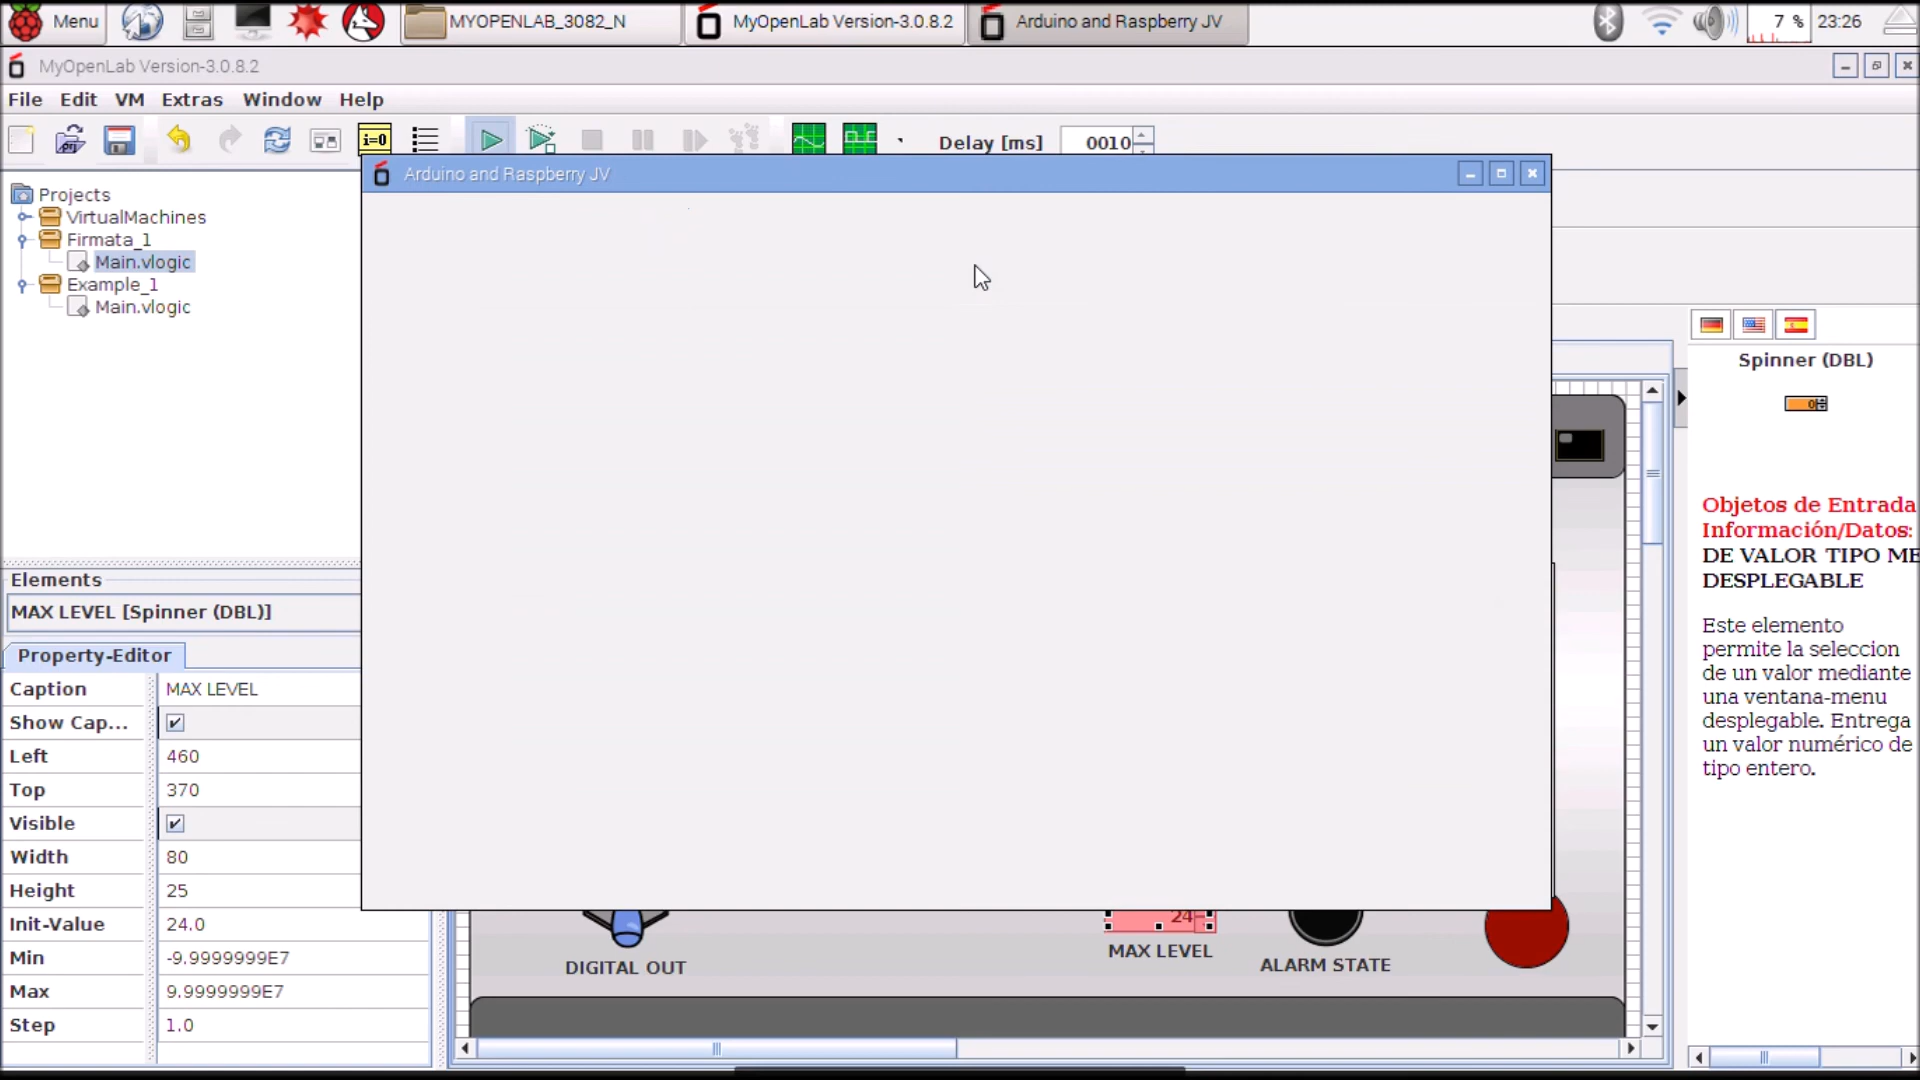 Menu
MYOPENLAB_3082_N
MyOpenLab Version-3.0.8.2
Arduino and Raspberry JV
7 %
23:26
MyOpenLab Version-3.0.8.2
File Edit VM Extras Window Help
i=0
Delay [ms] 0010
Arduino and Raspberry JV
Projects
VirtualMachines
Firmata_1
Main.vlogic
Example_1
Main.vlogic
Elements
MAX LEVEL [Spinner (DBL)]
Property-Editor
Caption MAX LEVEL
Show Cap...
Left 460
Top 370
Visible
Width 80
Height 25
Init-Value 24.0
Min -9.9999999E7
Max 9.9999999E7
Step 1.0
24
DIGITAL OUT
MAX LEVEL
ALARM STATE
Spinner (DBL)
0
Objetos de Entrada
Información/Datos:
DE VALOR TIPO ME
DESPLEGABLE
Este elemento
permite la seleccion
de un valor mediante
una ventana-menu
desplegable. Entrega
un valor numérico de
tipo entero.